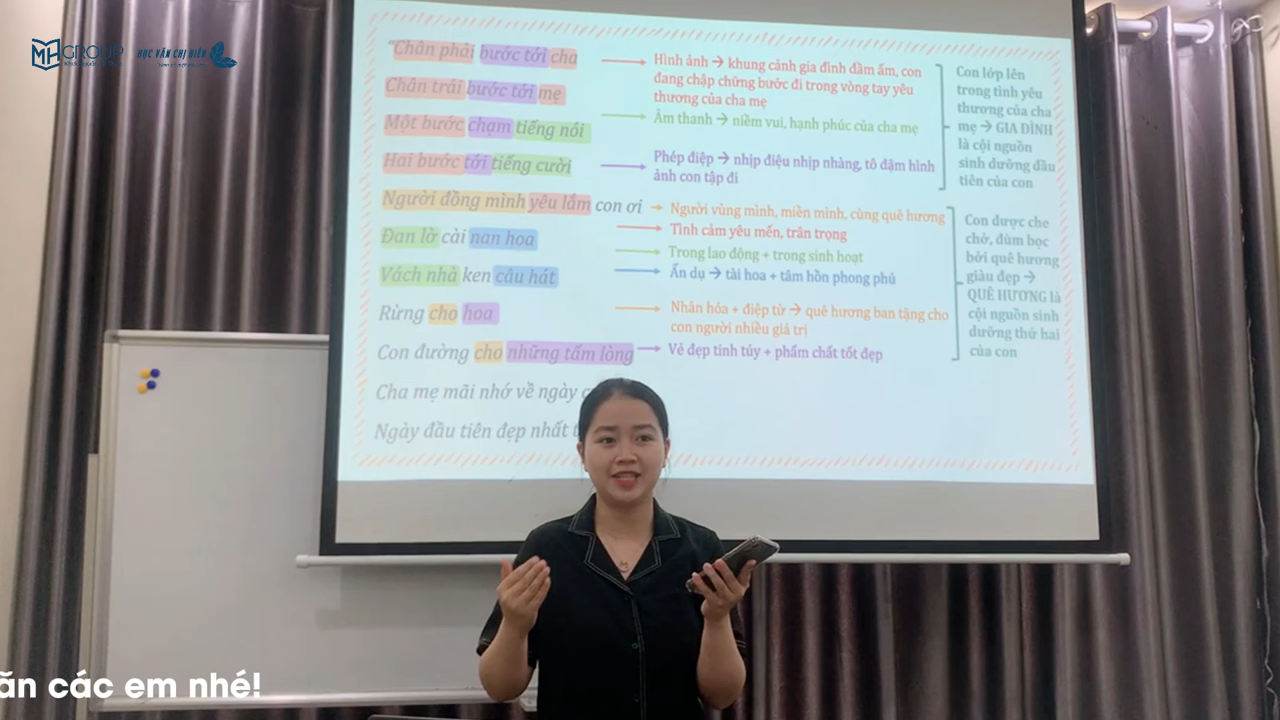 MH GROUP
HỌC VĂN CHỊ HIÊN
"Chân phải bước tới cha
Chân trái bước tới mẹ
Một bước chạm tiếng nói
Hai bước tới tiếng cười
Người đồng mình yêu lắm con ơi
Đan lờ cài nan hoa
Vách nhà ken câu hát
Rừng cho hoa
Con đường cho những tấm lòng
Cha mẹ mãi nhớ về ngày
Ngày đầu tiên đẹp nhất
Hình ảnh → khung cảnh gia đình đầm ấm, con
đang chập chững bước đi trong vòng tay yêu
thương của cha mẹ
Âm thanh → niềm vui, hạnh phúc của cha mẹ
Phép điệp → nhịp điệu nhịp nhàng, tô đậm hình
ảnh con tập đi
Người vùng mình, miền mình, cùng quê hương
Tình cảm yêu mến, trân trọng
Trong lao động + trong sinh hoạt
Ẩn dụ → tài hoa + tâm hồn phong phú
Nhân hóa + điệp từ → quê hương ban tặng cho
con người nhiều giá trị
Vẻ đẹp tinh túy + phẩm chất tốt đẹp
Con lớp lên
trong tình yêu
thương của cha
mẹ → GIA ĐÌNH
là cội nguồn
sinh dưỡng đầu
tiên của con
Con được che
chở, đùm bọc
bởi quê hương
giàu đẹp →
QUÊ HƯƠNG là
cội nguồn sinh
dưỡng thứ hai
của con
ăn các em nhé!